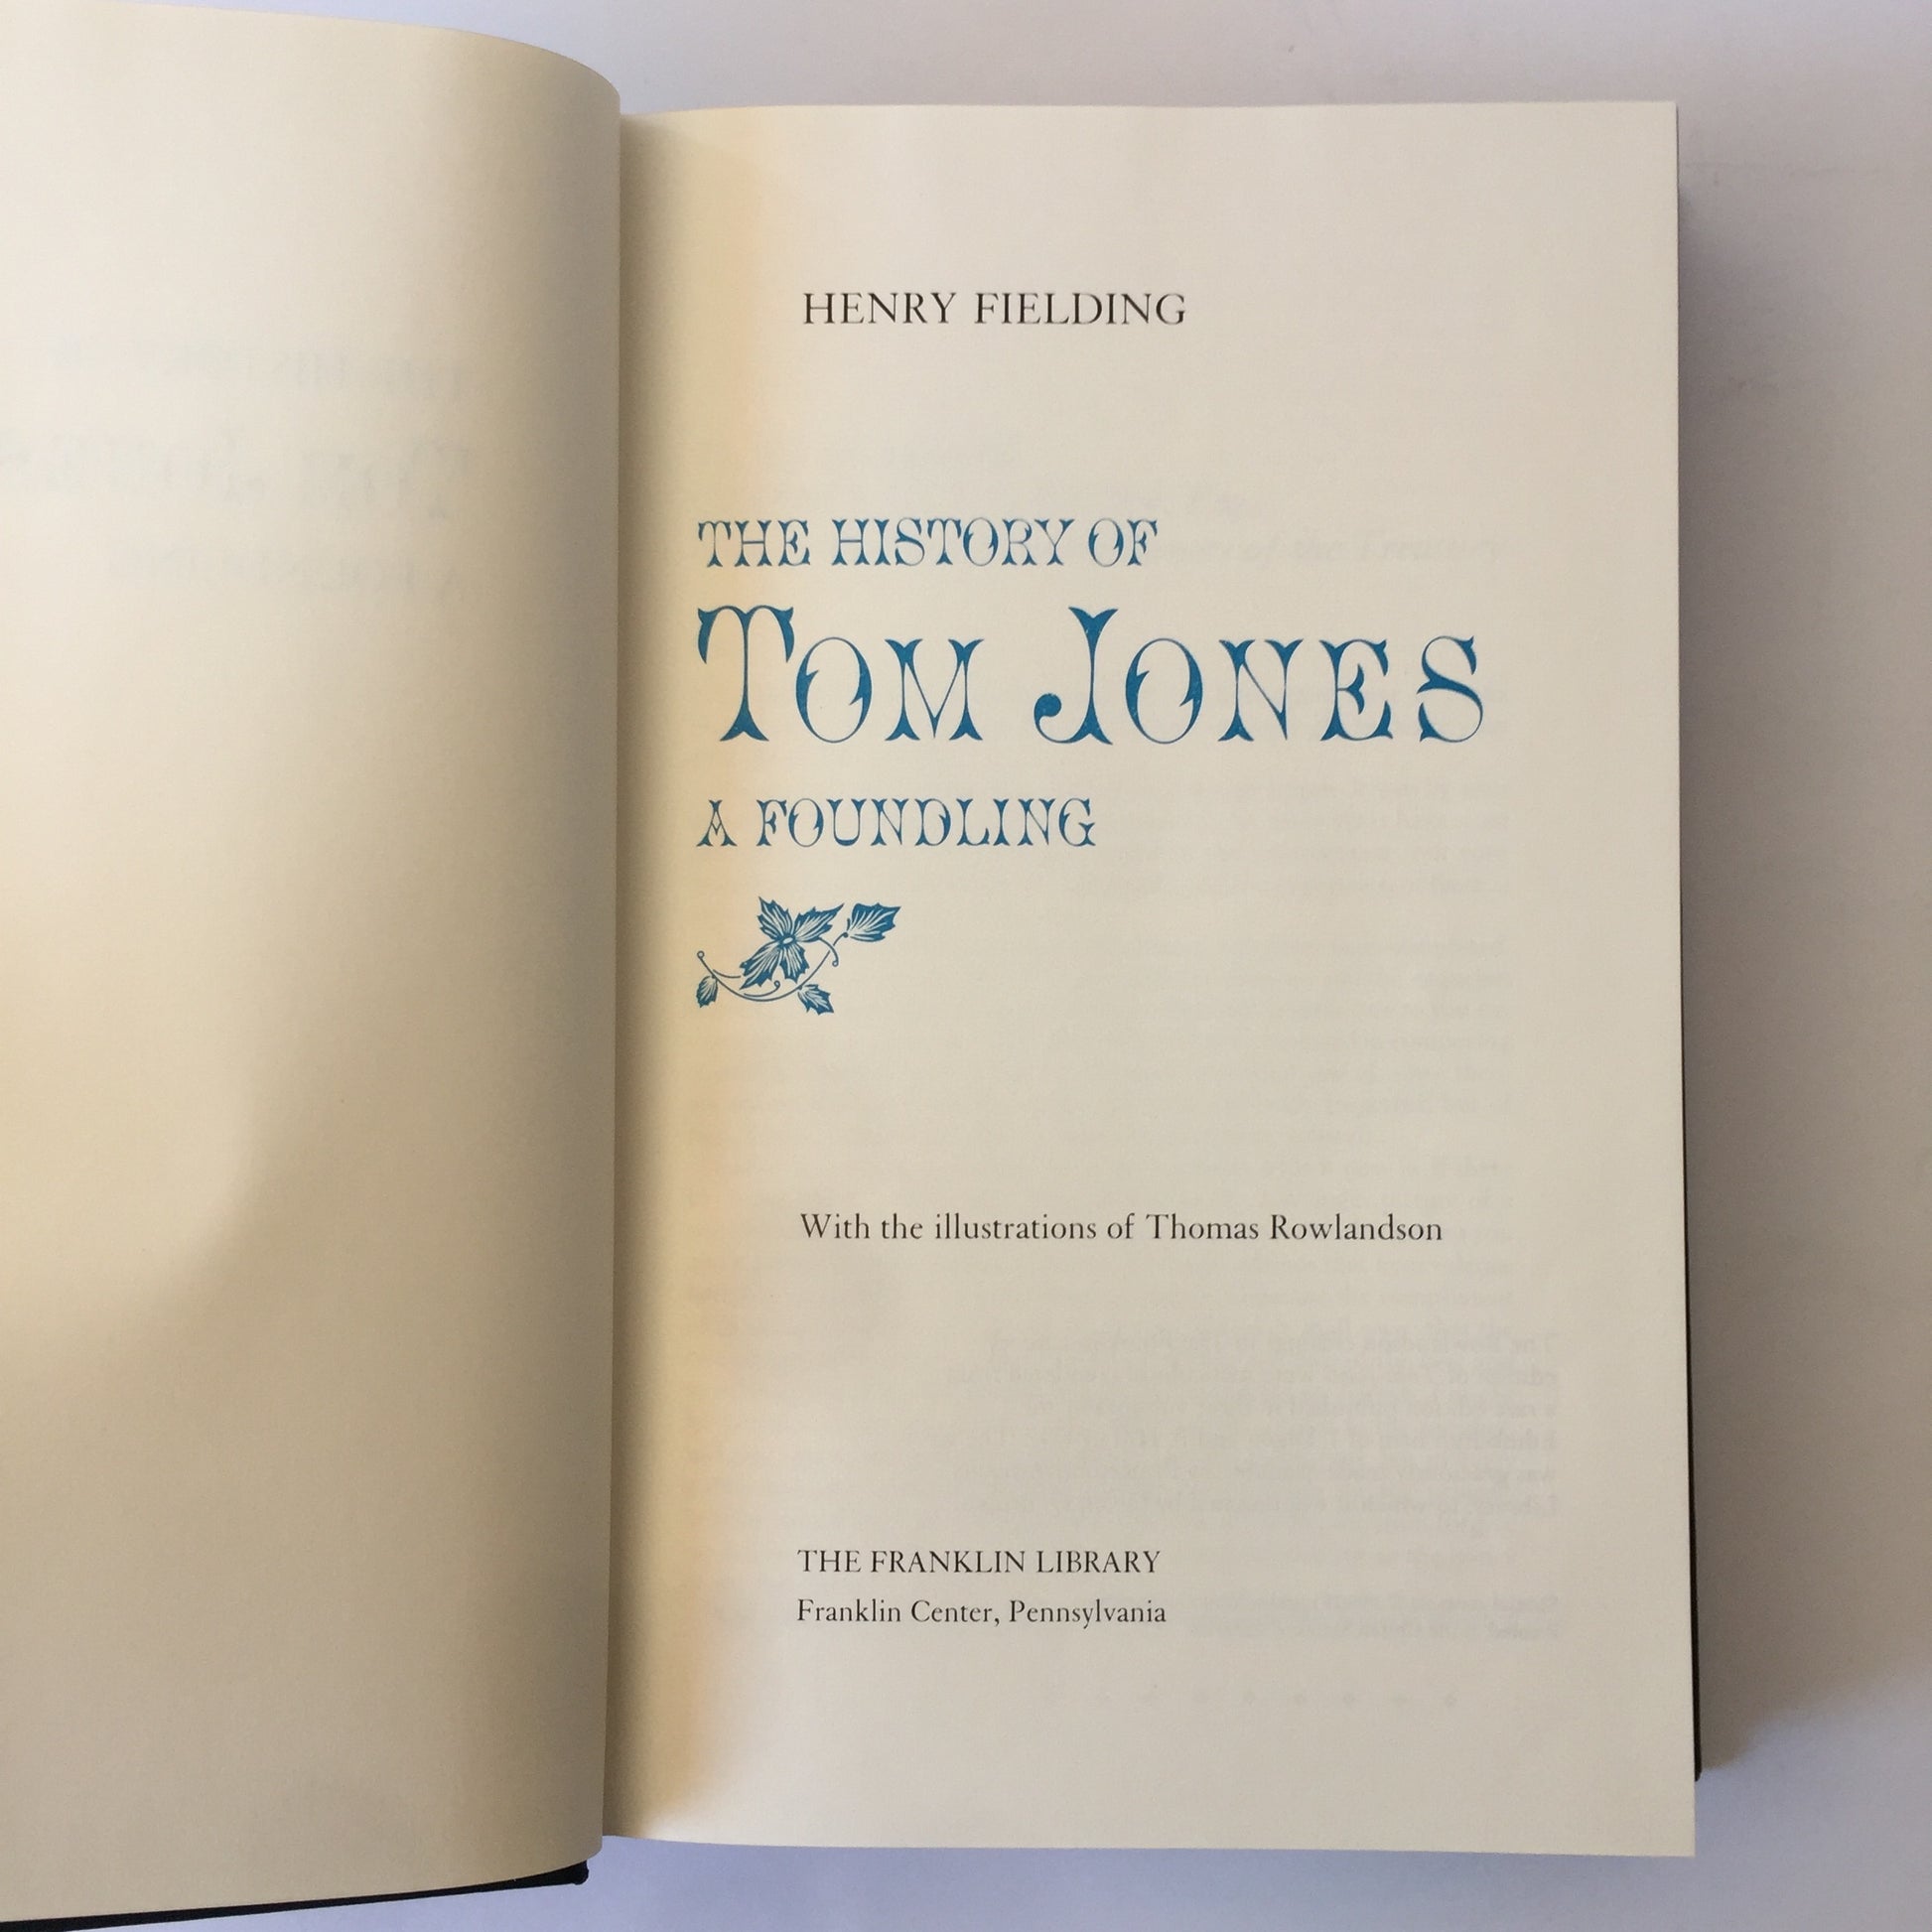 HENRY FIELDING
THE HISTORY OF
TOM JONES
A FOUNDLING
With the illustrations of Thomas Rowlandson
THE FRANKLIN LIBRARY
Franklin Center, Pennsylvania